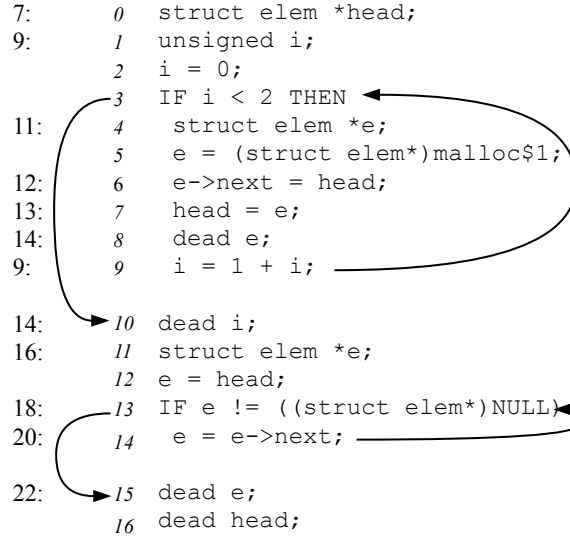 7: 0 struct elem *head;
9: 1 unsigned i;
2 i = 0;
3 IF i < 2 THEN
11: 4 struct elem *e;
5 e = (struct elem*)malloc$1;
12: 6 e->next = head;
13: 7 head = e;
14: 8 dead e;
9: 9 i = 1 + i;
14: 10 dead i;
16: 11 struct elem *e;
12 e = head;
18: 13 IF e != ((struct elem*)NULL)
20: 14 e = e->next;
22: 15 dead e;
16 dead head;